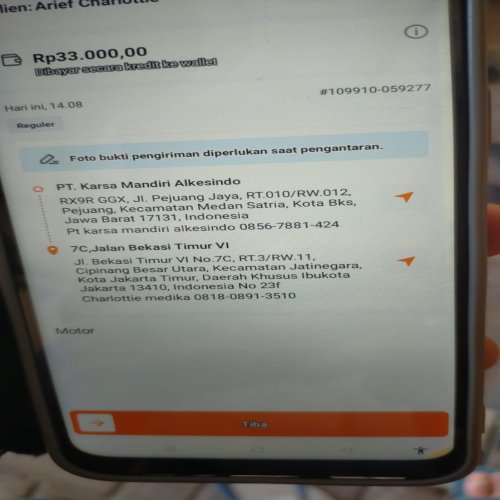 lien: Arief Charlottie
Rp33.000,00
Dibayar secara kredit ke wallet
Hari ini, 14.08
#109910-059277
Reguler
Foto bukti pengiriman diperlukan saat pengantaran.
PT. Karsa Mandiri Alkesindo
RX9R GGX, Jl. Pejuang Jaya, RT.010/RW.012,
Pejuang, Kecamatan Medan Satria, Kota Bks,
Jawa Barat 17131, Indonesia
Pt karsa mandiri alkesindo 0856-7881-424
7C,Jalan Bekasi Timur VI
Jl. Bekasi Timur VI No.7C, RT.3/RW.11,
Cipinang Besar Utara, Kecamatan Jatinegara,
Kota Jakarta Timur, Daerah Khusus Ibukota
Jakarta 13410, Indonesia No 23f
Charlottie medika 0818-0891-3510
Motor
Tiba